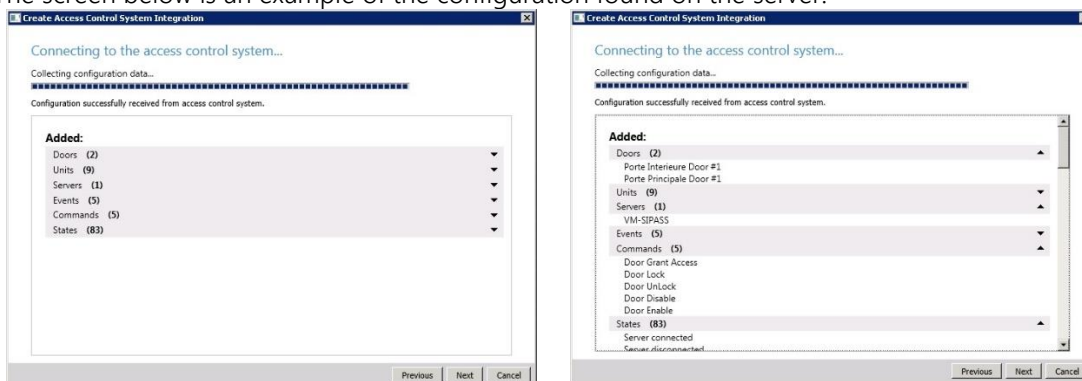 The screen below is an example of the configuration found on the server:
Create Access Control System Integration
Connecting to the access control system...
Collecting configuration data...
Configuration successfully received from access control system.
Added:
Doors (2)
Units (9)
Servers (1)
Events (5)
Commands (5)
States (83)
Previous Next Cancel
Create Access Control System Integration
Connecting to the access control system...
Collecting configuration data...
Configuration successfully received from access control system.
Added:
Doors (2)
Porte Interieure Door #1
Porte Principale Door #1
Units (9)
Servers (1)
VM-SIPASS
Events (5)
Commands (5)
Door Grant Access
Door Lock
Door UnLock
Door Disable
Door Enable
States (83)
Server connected
Server disconnected
Previous Next Cancel